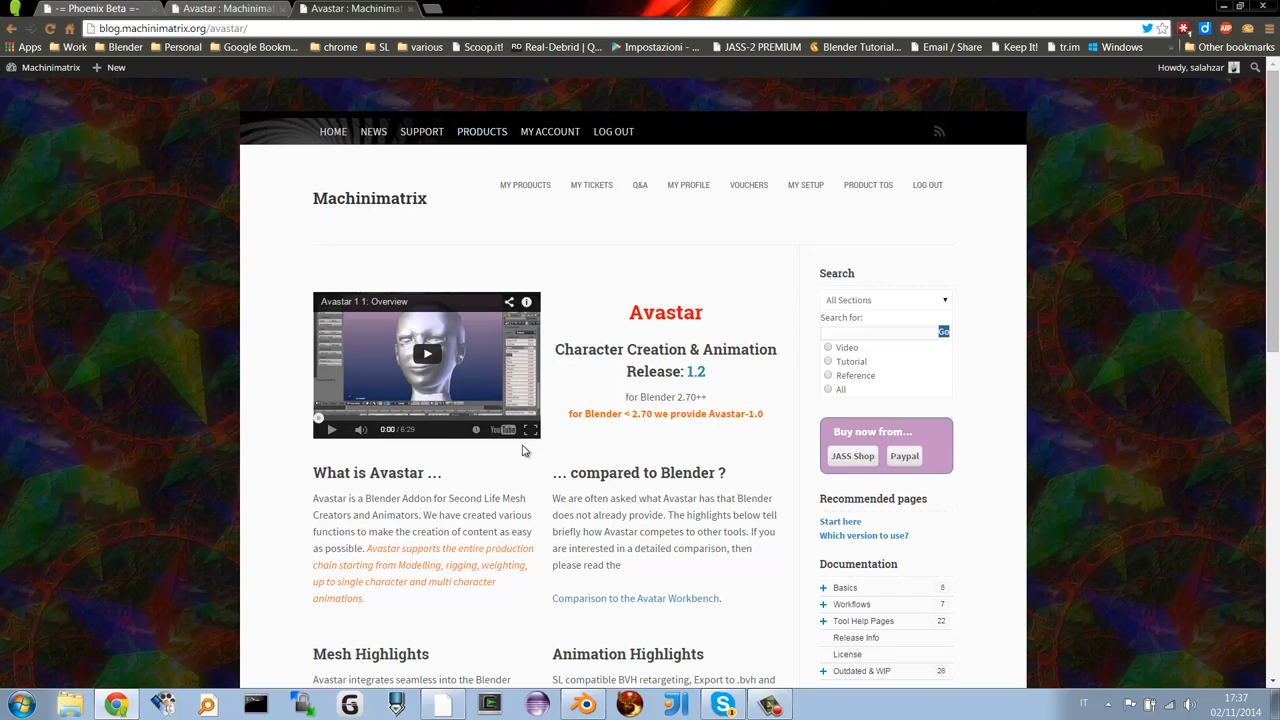 -= Phoenix Beta =-
Avastar : Machinimatrix
Avastar : Machinimatrix
blog.machinimatrix.org/avastar/
Apps
Blender
Personal
Google+
chrome
SL
various
Scoop.it!
RD Real-Debrid | Q...
Impostazioni - ...
JASS-2 PREMIUM
Blender Tutorial...
Email / Share
Keep It!
tr.im
Windows
Other bookmarks
Machinimatrix
New
Howdy, salahzar
HOME NEWS SUPPORT PRODUCTS MY ACCOUNT LOG OUT
MY PRODUCTS MY TICKETS Q&A MY PROFILE VOUCHERS MY SETUP PRODUCT TOS LOG OUT
Machinimatrix
Avastar 1 1: Overview
0:00 / 6:29
YouTube
Avastar
Character Creation & Animation
Release: 1.2
for Blender 2.70++
for Blender < 2.70 we provide Avastar-1.0
What is Avastar ...
Avastar is a Blender Addon for Second Life Mesh
Creators and Animators. We have created various
functions to make the creation of content as easy
as possible. Avastar supports the entire production
chain starting from Modelling, rigging, weighting,
up to single character and multi character
animations.
... compared to Blender ?
We are often asked what Avastar has that Blender
does not already provide. The highlights below tell
briefly how Avastar competes to other tools. If you
are interested in a detailed comparison, then
please read the
Comparison to the Avatar Workbench.
Mesh Highlights
Avastar integrates seamless into the Blender
Animation Highlights
SL compatible BVH retargeting, Export to .bvh and
Search
All Sections
Search for:
Go
Video
Tutorial
Reference
All
Buy now from...
JASS Shop
Paypal
Recommended pages
Start here
Which version to use?
Documentation
Basics 8
Workflows 7
Tool Help Pages 22
Release Info
License
Outdated & WIP 26
IT
17:37
02/11/2014